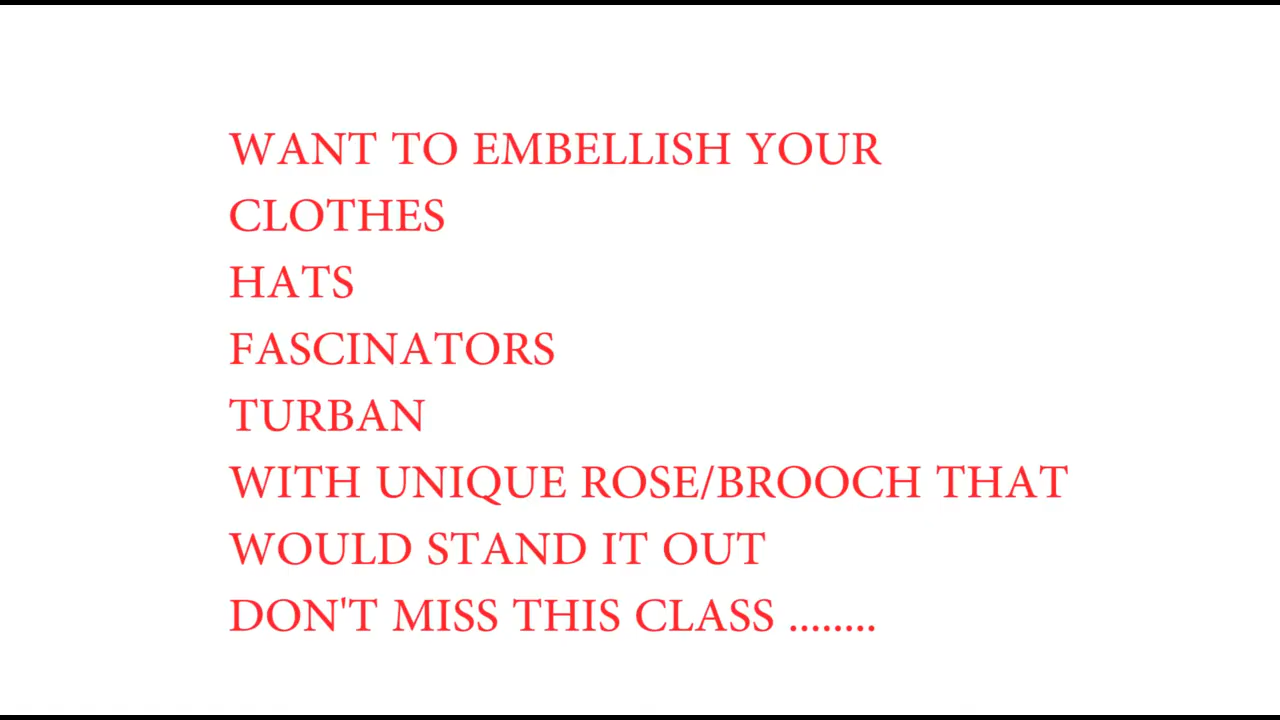 WANT TO EMBELLISH YOUR
CLOTHES
HATS
FASCINATORS
TURBAN
WITH UNIQUE ROSE/BROOCH THAT
WOULD STAND IT OUT
DON'T MISS THIS CLASS ........